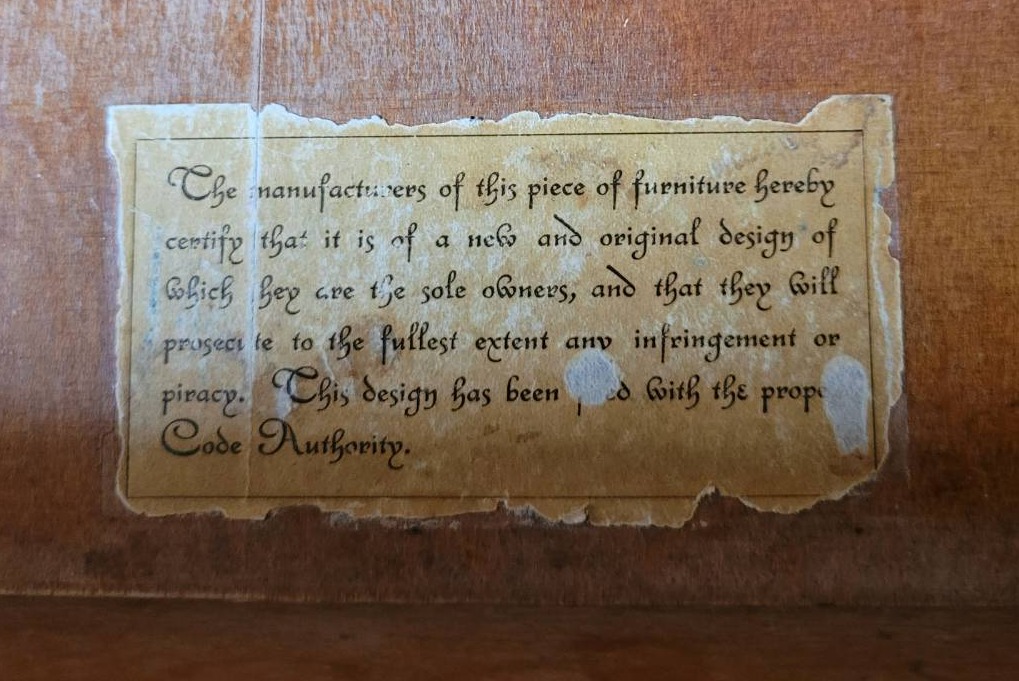 The manufacturers of this piece of furniture hereby
certify that it is of a new and original design of
which they are the sole owners, and that they will
prosecute to the fullest extent any infringement or
piracy. This design has been with the
Code Authority.